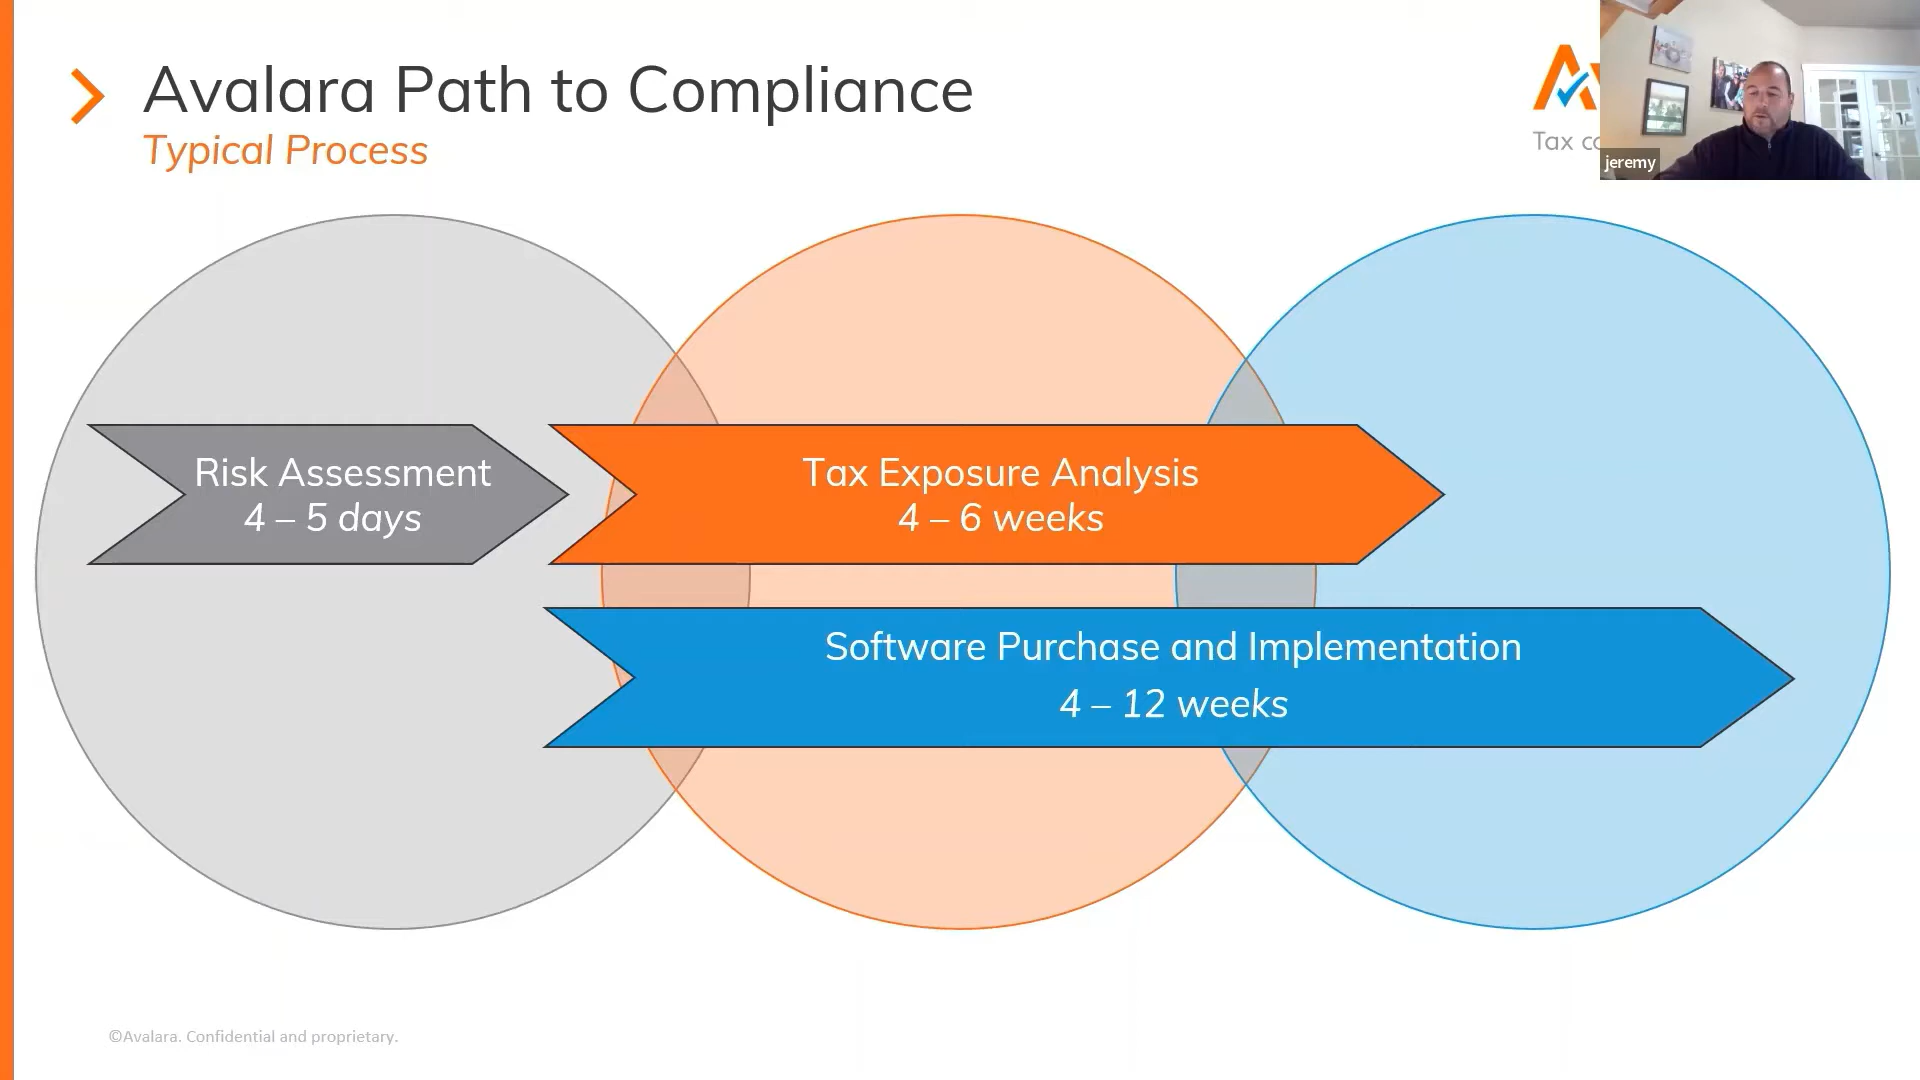 Avalara Path to Compliance
Typical Process
Tax
jeremy
Risk Assessment
4 – 5 days
Tax Exposure Analysis
4 – 6 weeks
Software Purchase and Implementation
4 – 12 weeks
©Avalara. Confidential and proprietary.